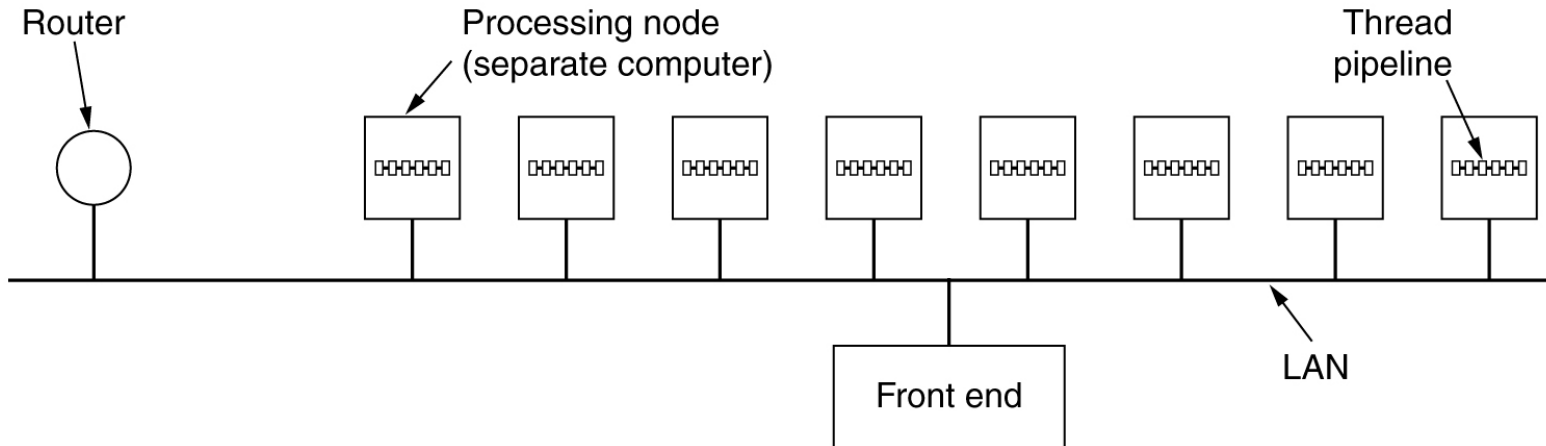 Router
Processing node
(separate computer)
Thread
pipeline
LAN
Front end